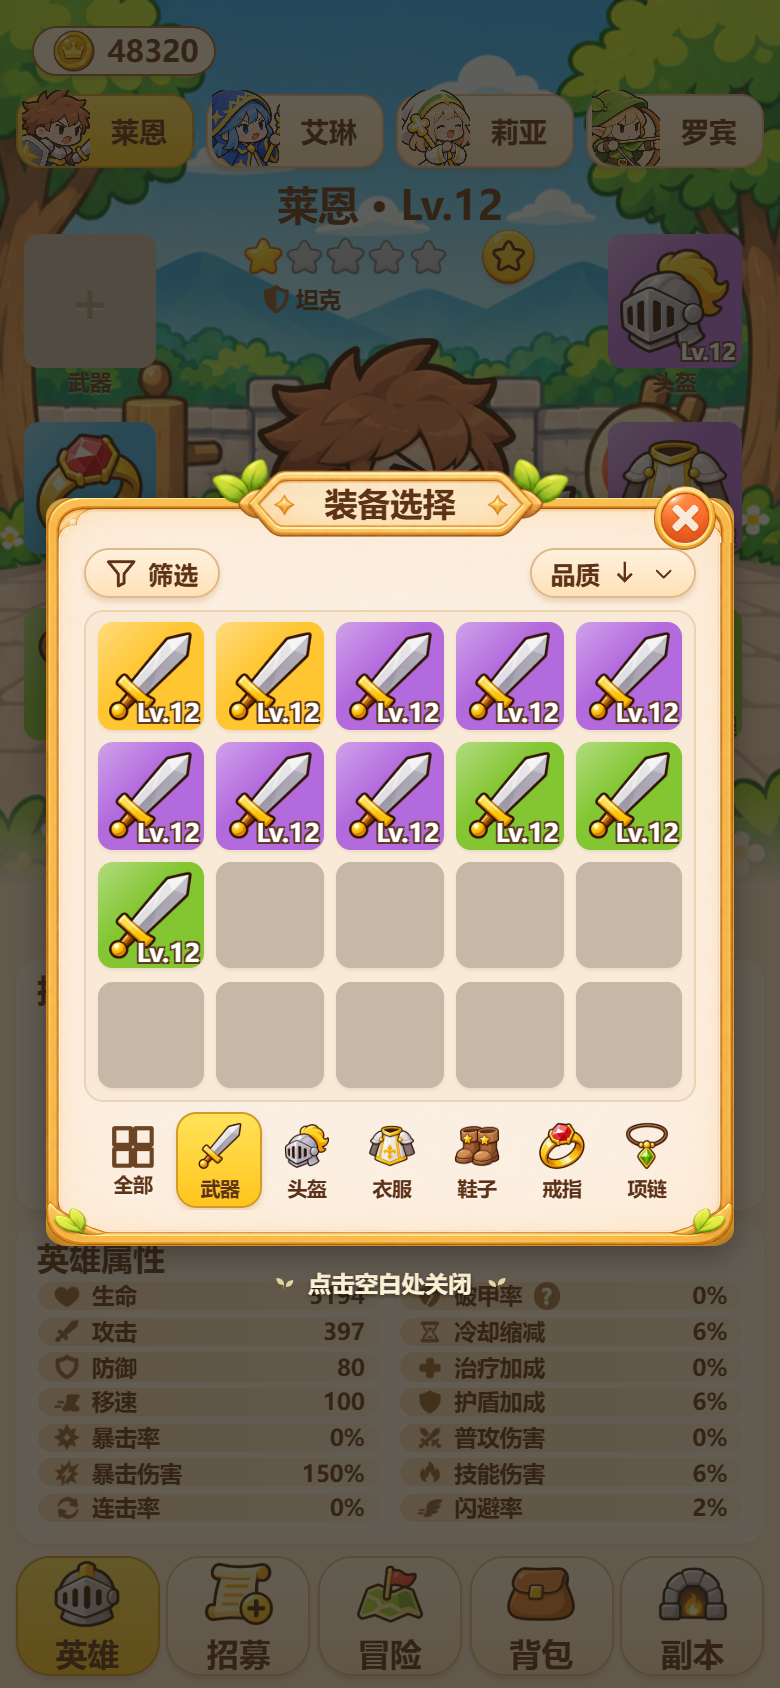 48320
莱恩
艾琳
莉亚
罗宾
莱恩 • Lv.12
坦克
Lv.12
武器
头盔
装备选择
筛选
品质
Lv.12
Lv.12
Lv.12
Lv.12
Lv.12
Lv.12
Lv.12
Lv.12
Lv.12
Lv.12
Lv.12
全部
武器
头盔
衣服
鞋子
戒指
项链
英雄属性
点击空白处关闭
生命 5194
破甲率 ? 0%
攻击 397
冷却缩减 6%
防御 80
治疗加成 0%
移速 100
护盾加成 6%
暴击率 0%
普攻伤害 0%
暴击伤害 150%
技能伤害 6%
连击率 0%
闪避率 2%
英雄
招募
冒险
背包
副本